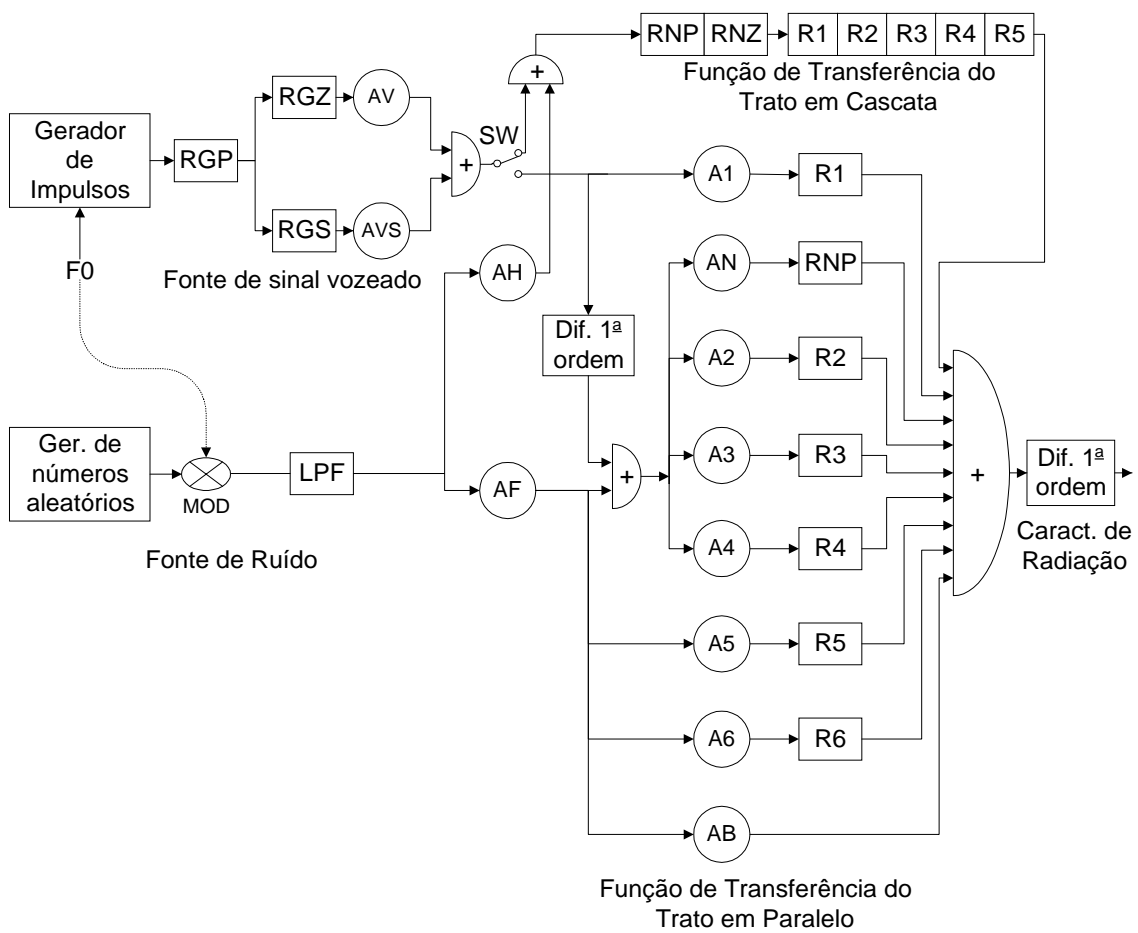 RNP RNZ R1 R2 R3 R4 R5
Função de Transferência do
Trato em Cascata
Gerador
de
Impulsos
RGP
RGZ
AV
RGS
AVS
+
SW
+
Fonte de sinal vozeado
F0
Ger. de
números
aleatórios
MOD
LPF
Fonte de Ruído
AH
AF
Dif. 1ª
ordem
+
A1
R1
AN
RNP
A2
R2
A3
R3
A4
R4
A5
R5
A6
R6
AB
+
Dif. 1ª
ordem
Caract. de
Radiação
Função de Transferência do
Trato em Paralelo